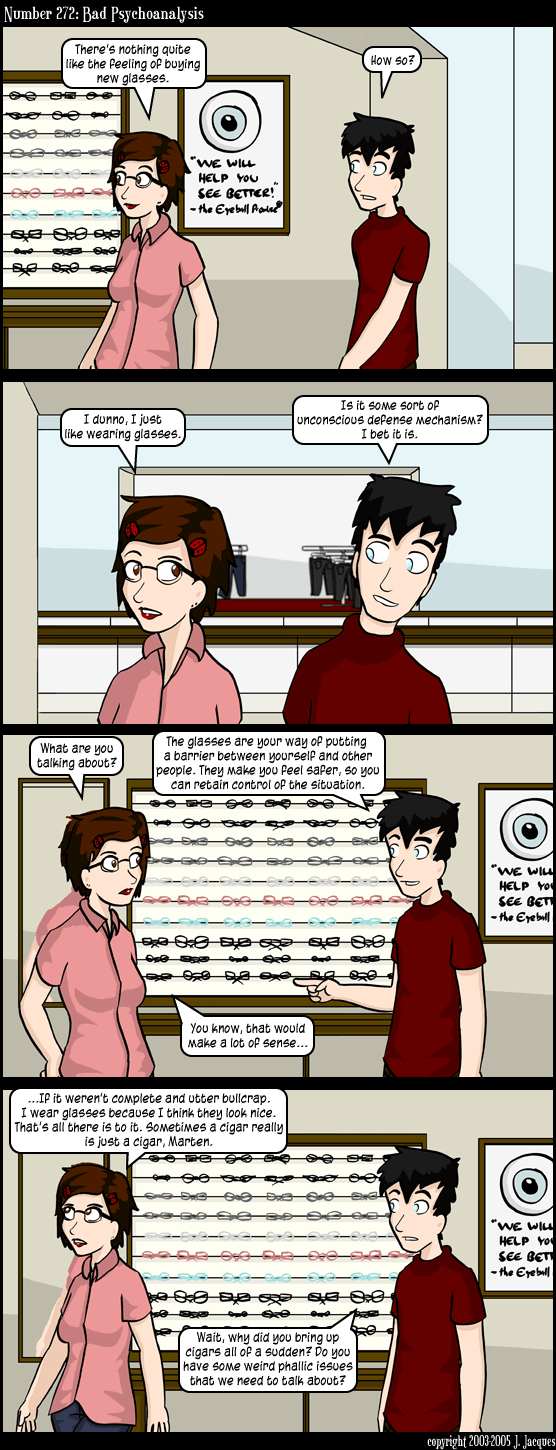 Number 272: Bad Psychoanalysis
There's nothing quite
like the feeling of buying
new glasses.
How so?
"WE WILL
HELP YOU
SEE BETTER!"
- the Eyeball
I dunno, I just
like wearing glasses.
Is it some sort of
unconscious defense mechanism?
I bet it is.
What are you
talking about?
The glasses are your way of putting
a barrier between yourself and other
people. They make you feel safer, so you
can retain control of the situation.
"WE WILL
HELP YO
SEE BETT
- the Eyeball
You know, that would
make a lot of sense...
...If it weren't complete and utter bullcrap.
I wear glasses because I think they look nice.
That's all there is to it. Sometimes a cigar really
is just a cigar, Marten.
"WE WILL
HELP YO
SEE BETT
- the Eyeball
Wait, why did you bring up
cigars all of a sudden? Do you
have some weird phallic issues
that we need to talk about?
copyright 2003-2005 J. Jacques